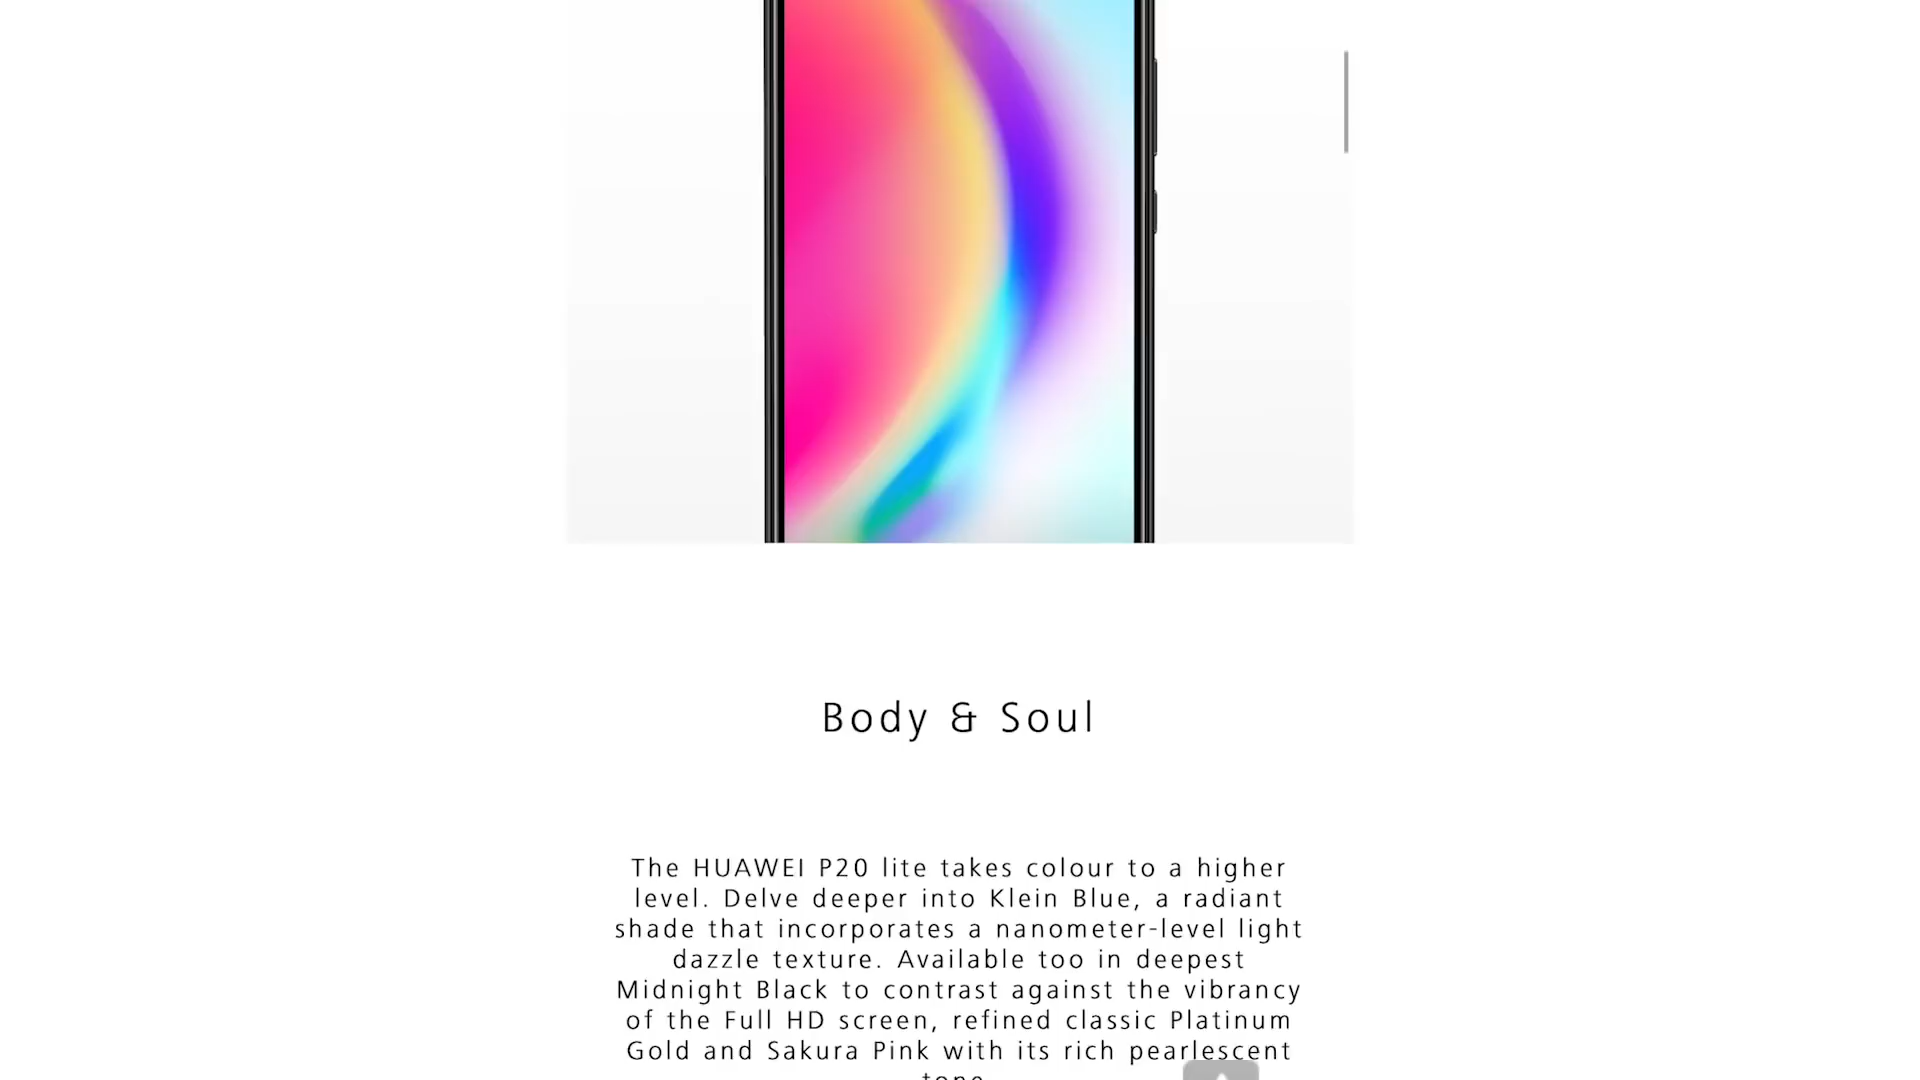 Body & Soul
The HUAWEI P20 lite takes colour to a higher
level. Delve deeper into Klein Blue, a radiant
shade that incorporates a nanometer-level light
dazzle texture. Available too in deepest
Midnight Black to contrast against the vibrancy
of the Full HD screen, refined classic Platinum
Gold and Sakura Pink with its rich pearlescent
tone